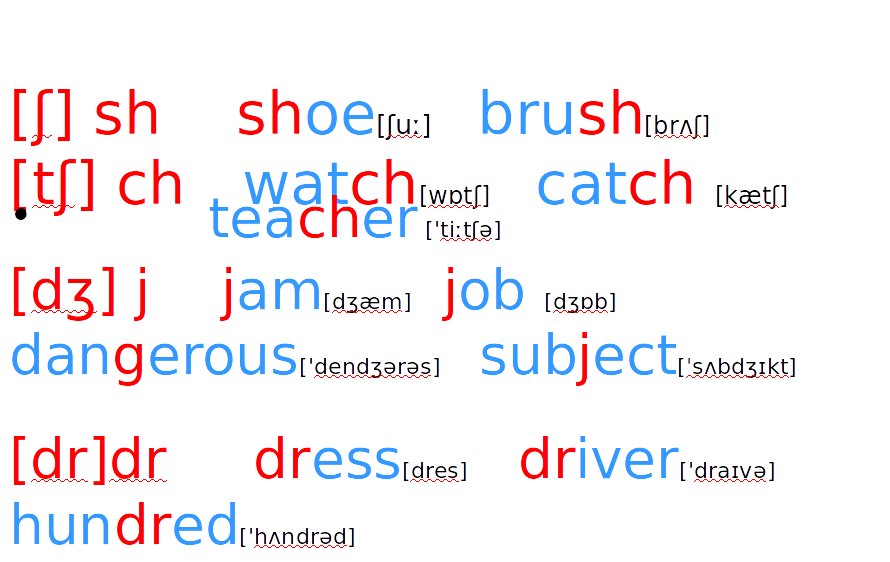 [ʃ] sh shoe[ʃuː] brush[brʌʃ]
[tʃ] ch watch[wɒtʃ] catch [kætʃ]
• teacher ['tiːtʃə]
[dʒ] j jam[dʒæm] job [dʒɒb]
dangerous['dendʒərəs] subject['sʌbdʒɪkt]
[dr]dr dress[dres] driver['draɪvə]
hundred['hʌndrəd]